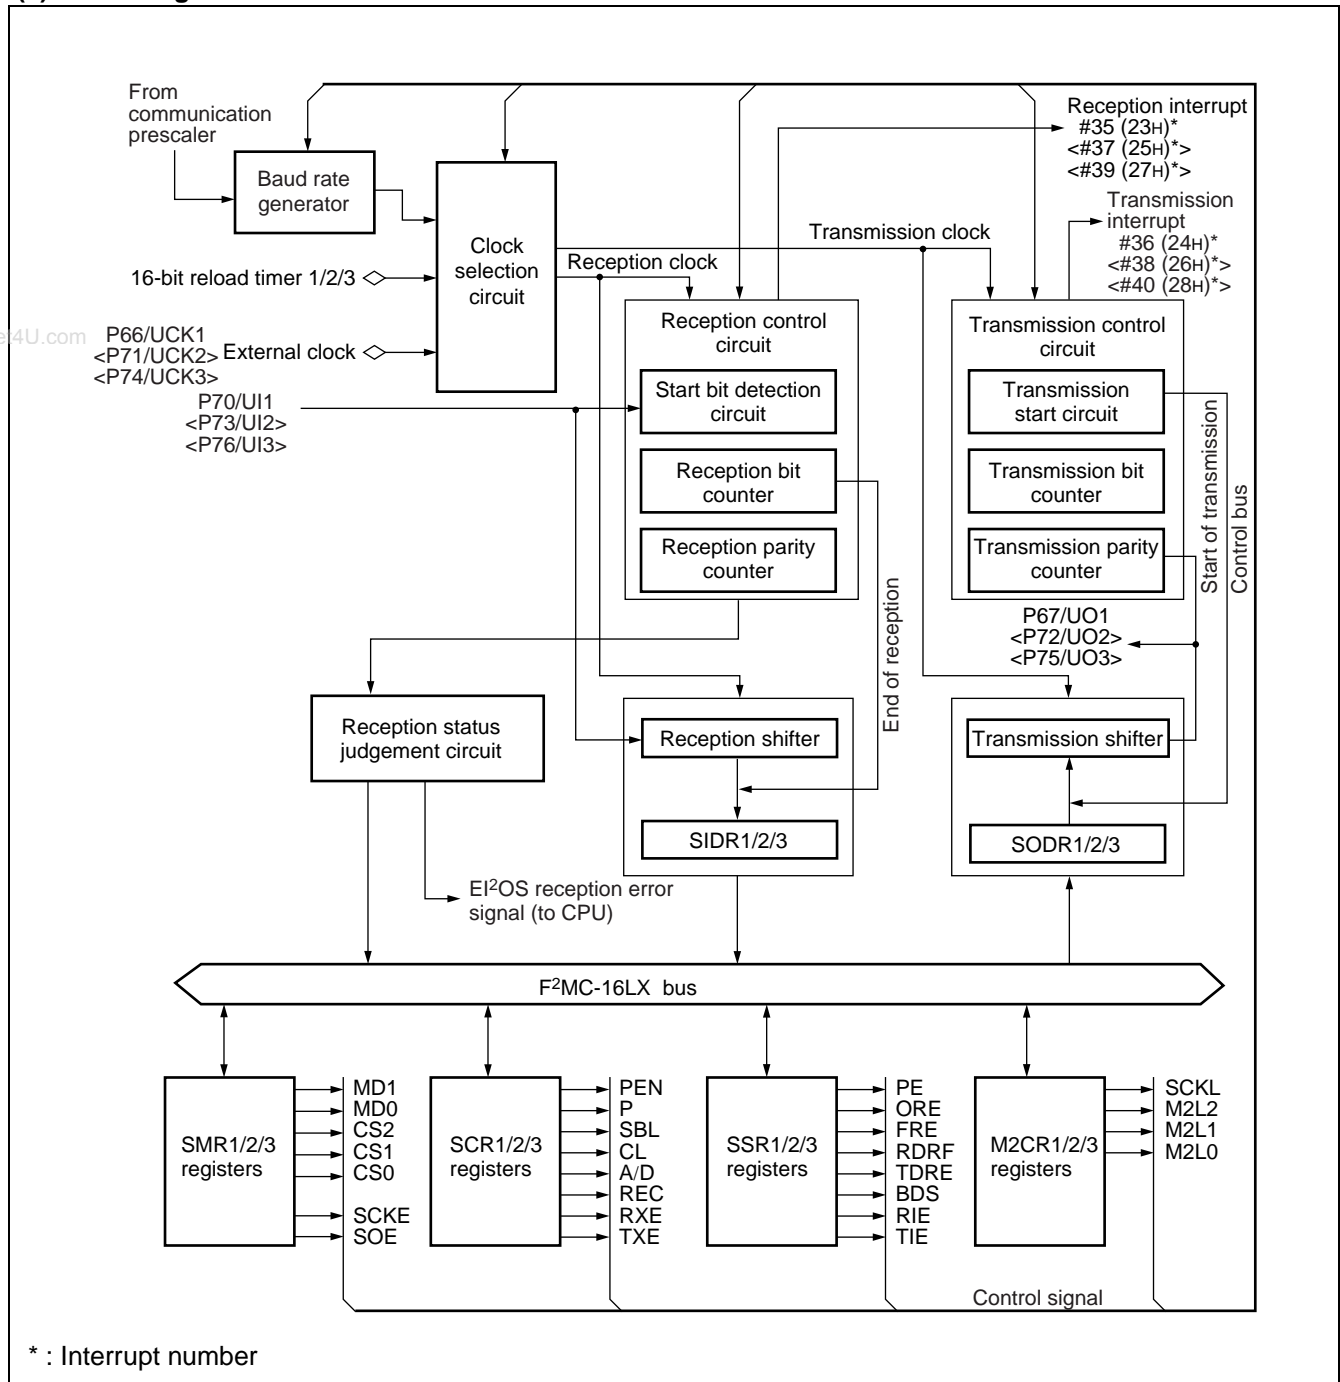 From
communication
prescaler
Baud rate
generator
Clock
selection
circuit
16-bit reload timer 1/2/3
et4U.com
P66/UCK1
<P71/UCK2>
<P74/UCK3>
External clock
P70/UI1
<P73/UI2>
<P76/UI3>
Reception clock
Transmission clock
Reception interrupt
#35 (23H)*
<#37 (25H)*>
<#39 (27H)*>
Transmission
interrupt
#36 (24H)*
<#38 (26H)*>
<#40 (28H)*>
Reception control
circuit
Start bit detection
circuit
Reception bit
counter
Reception parity
counter
Transmission control
circuit
Transmission
start circuit
Transmission bit
counter
Transmission parity
counter
Start of transmission
Control bus
End of reception
P67/UO1
<P72/UO2>
<P75/UO3>
Reception status
judgement circuit
Reception shifter
SIDR1/2/3
Transmission shifter
SODR1/2/3
EI2OS reception error
signal (to CPU)
F2MC-16LX bus
SMR1/2/3
registers
MD1
MD0
CS2
CS1
CS0
SCKE
SOE
SCR1/2/3
registers
PEN
P
SBL
CL
A/D
REC
RXE
TXE
SSR1/2/3
registers
PE
ORE
FRE
RDRF
TDRE
BDS
RIE
TIE
M2CR1/2/3
registers
SCKL
M2L2
M2L1
M2L0
Control signal
* : Interrupt number